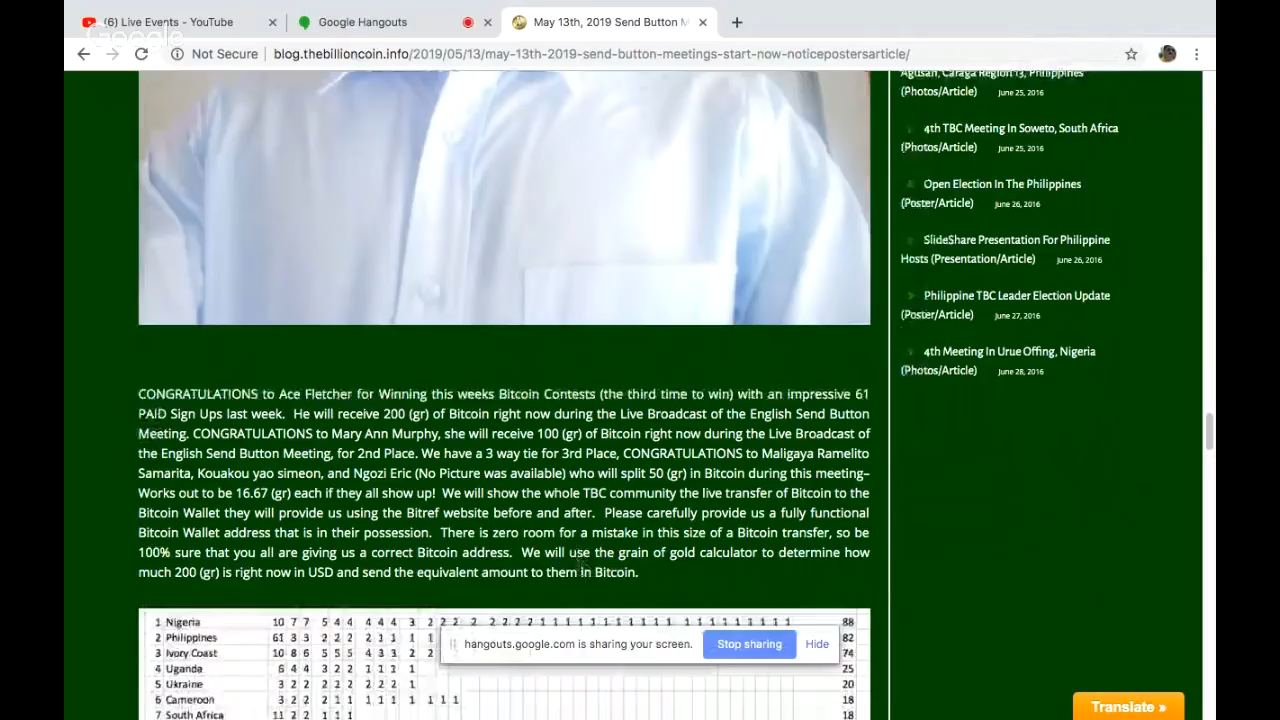 (6) Live Events - YouTube
Google Hangouts
May 13th, 2019 Send Button M
Google
Not Secure
blog.thebillioncoin.info/2019/05/13/may-13th-2019-send-button-meetings-start-now-noticepostersarticle/
CONGRATULATIONS to Ace Fletcher for Winning this weeks Bitcoin Contests (the third time to win) with an impressive 61
PAID Sign Ups last week. He will receive 200 (gr) of Bitcoin right now during the Live Broadcast of the English Send Button
Meeting. CONGRATULATIONS to Mary Ann Murphy, she will receive 100 (gr) of Bitcoin right now during the Live Broadcast of
the English Send Button Meeting, for 2nd Place. We have a 3 way tie for 3rd Place, CONGRATULATIONS to Maligaya Ramelito
Samarita, Kouakou yao simeon, and Ngozi Eric (No Picture was available) who will split 50 (gr) in Bitcoin during this meeting–
Works out to be 16.67 (gr) each if they all show up! We will show the whole TBC community the live transfer of Bitcoin to the
Bitcoin Wallet they will provide us using the Bitref website before and after. Please carefully provide us a fully functional
Bitcoin Wallet address that is in their possession. There is zero room for a mistake in this size of a Bitcoin transfer, so be
100% sure that you all are giving us a correct Bitcoin address. We will use the grain of gold calculator to determine how
much 200 (gr) is right now in USD and send the equivalent amount to them in Bitcoin.
1 Nigeria 10 7 7 5 4 4 4 4 4 3 2 2 2 2 2 2 2 1 1 1 1 1 1 1 1 1 1 1 1 1 1 1 88
2 Philipines 61 3 3 2 2 2 2 1 1 1 1 82
3 Ivory Coast 10 8 6 5 5 5 4 3 3 2 2 74
4 Uganda 6 4 4 3 2 2 1 1 1 1 25
5 Ukraine 3 2 2 2 2 2 2 2 2 1 20
6 Cameroon 3 2 2 2 1 1 1 1 1 1 1 1 18
7 South Africa 11 2 2 1 1 1 18
hangouts.google.com is sharing your screen.
Stop sharing
Hide
Agusan, Caraga Region 13, Philippines
(Photos/Article) June 25, 2016
4th TBC Meeting In Soweto, South Africa
(Photos/Article) June 25, 2016
Open Election In The Philippines
(Poster/Article) June 26, 2016
SlideShare Presentation For Philippine
Hosts (Presentation/Article) June 26, 2016
Philippine TBC Leader Election Update
(Poster/Article) June 27, 2016
4th Meeting In Urue Offing, Nigeria
(Photos/Article) June 28, 2016
Translate »